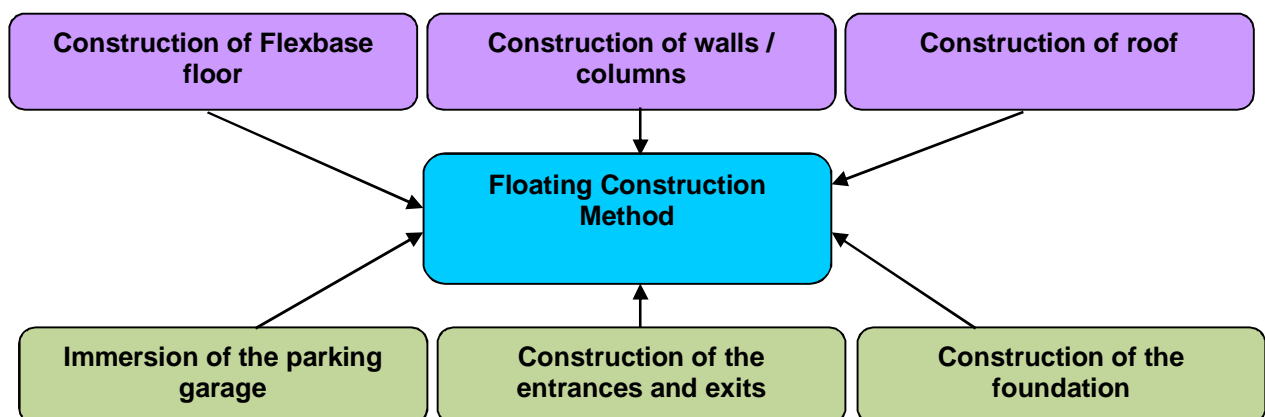 Construction of Flexbase
floor
Construction of walls /
columns
Construction of roof
Floating Construction
Method
Immersion of the parking
garage
Construction of the
entrances and exits
Construction of the
foundation